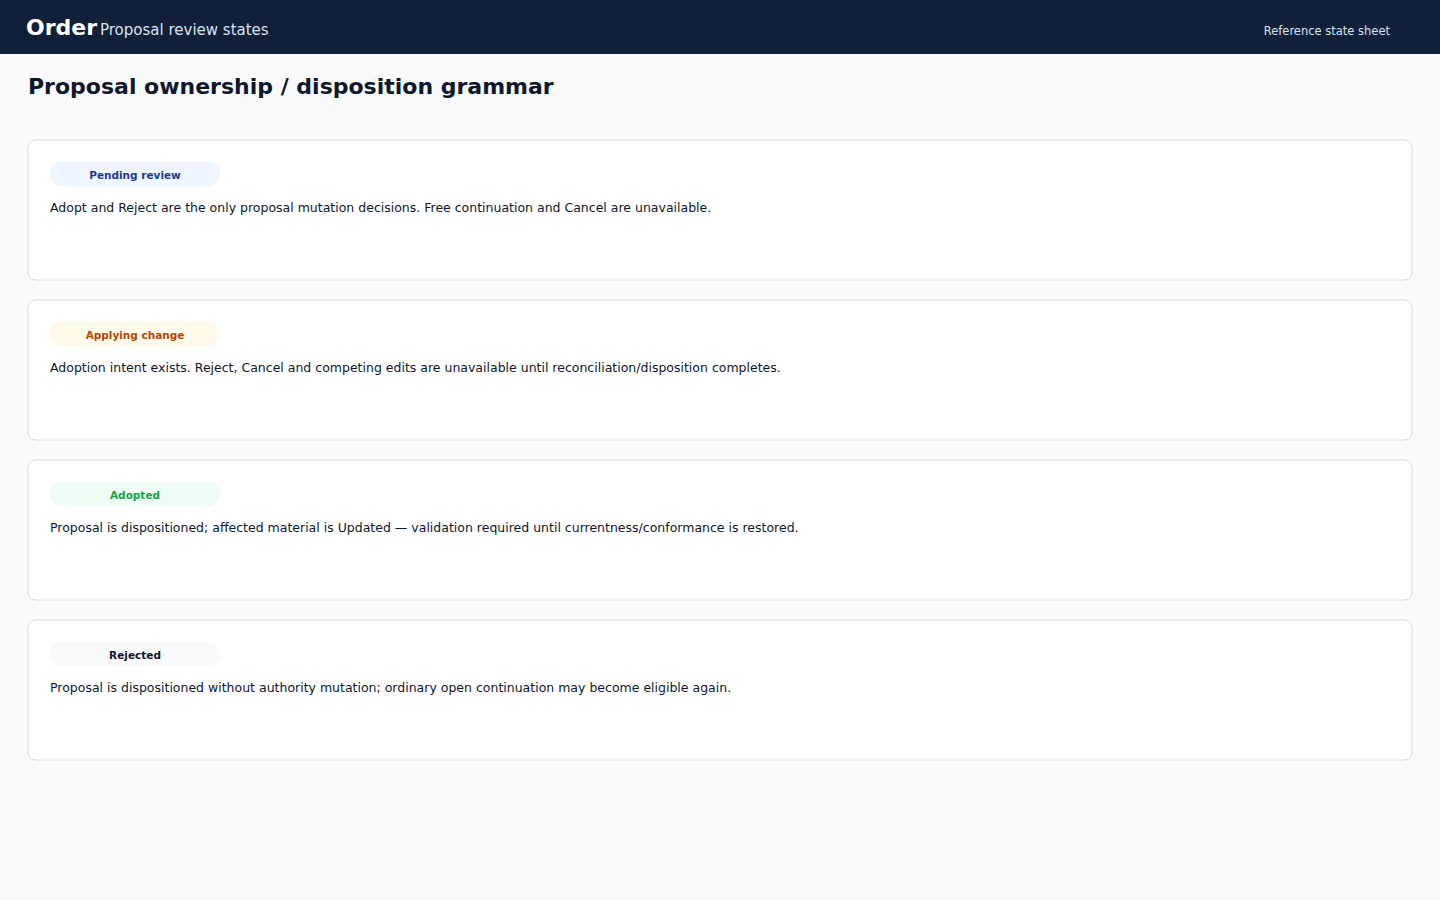 Order Proposal review states
Reference state sheet
Proposal ownership / disposition grammar
Pending review
Adopt and Reject are the only proposal mutation decisions. Free continuation and Cancel are unavailable.
Applying change
Adoption intent exists. Reject, Cancel and competing edits are unavailable until reconciliation/disposition completes.
Adopted
Proposal is dispositioned; affected material is Updated — validation required until currentness/conformance is restored.
Rejected
Proposal is dispositioned without authority mutation; ordinary open continuation may become eligible again.